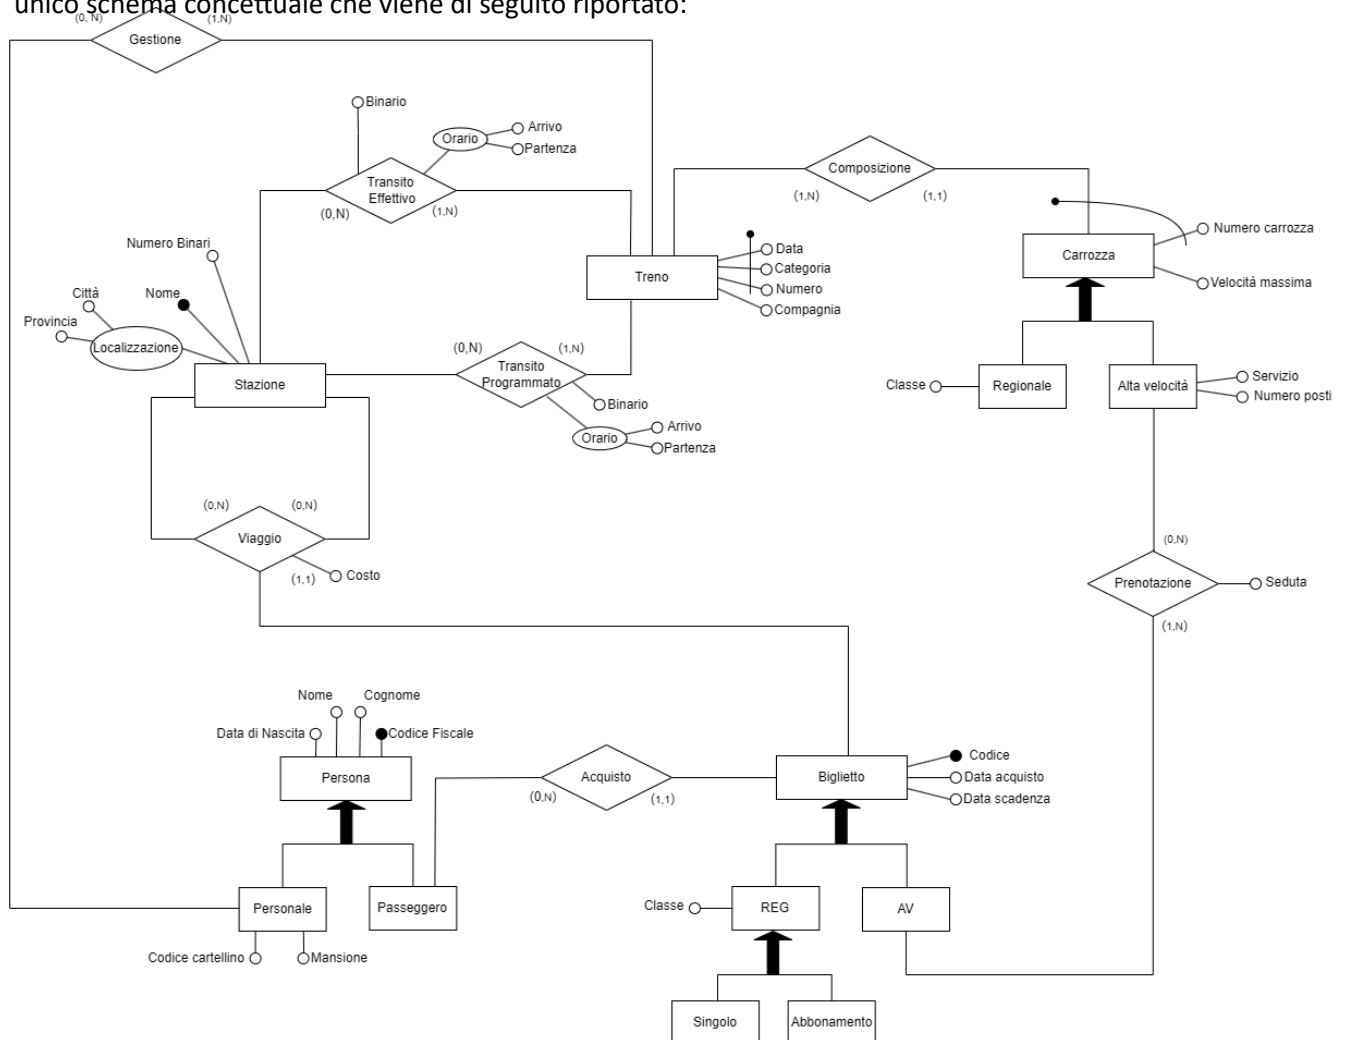 unico schema concettuale che viene di seguito riportato:
(0, N)
(1,N)
Gestione
Binario
Orario
Arrivo
Partenza
Transito
Effettivo
(0,N)
(1,N)
Composizione
(1,N)
(1,1)
Numero Binari
Città
Nome
Provincia
Localizzazione
Stazione
Treno
Data
Categoria
Numero
Compagnia
Carrozza
Numero carrozza
Velocità massima
(0,N)
(1,N)
Transito
Programmato
Binario
Orario
Arrivo
Partenza
Classe
Regionale
Alta velocità
Servizio
Numero posti
(0,N)
(0,N)
Viaggio
(1,1)
Costo
(0,N)
Prenotazione
Seduta
(1,N)
Nome
Cognome
Data di Nascita
Codice Fiscale
Persona
Acquisto
(0,N)
(1,1)
Biglietto
Codice
Data acquisto
Data scadenza
Personale
Passeggero
Codice cartellino
Mansione
Classe
REG
AV
Singolo
Abbonamento